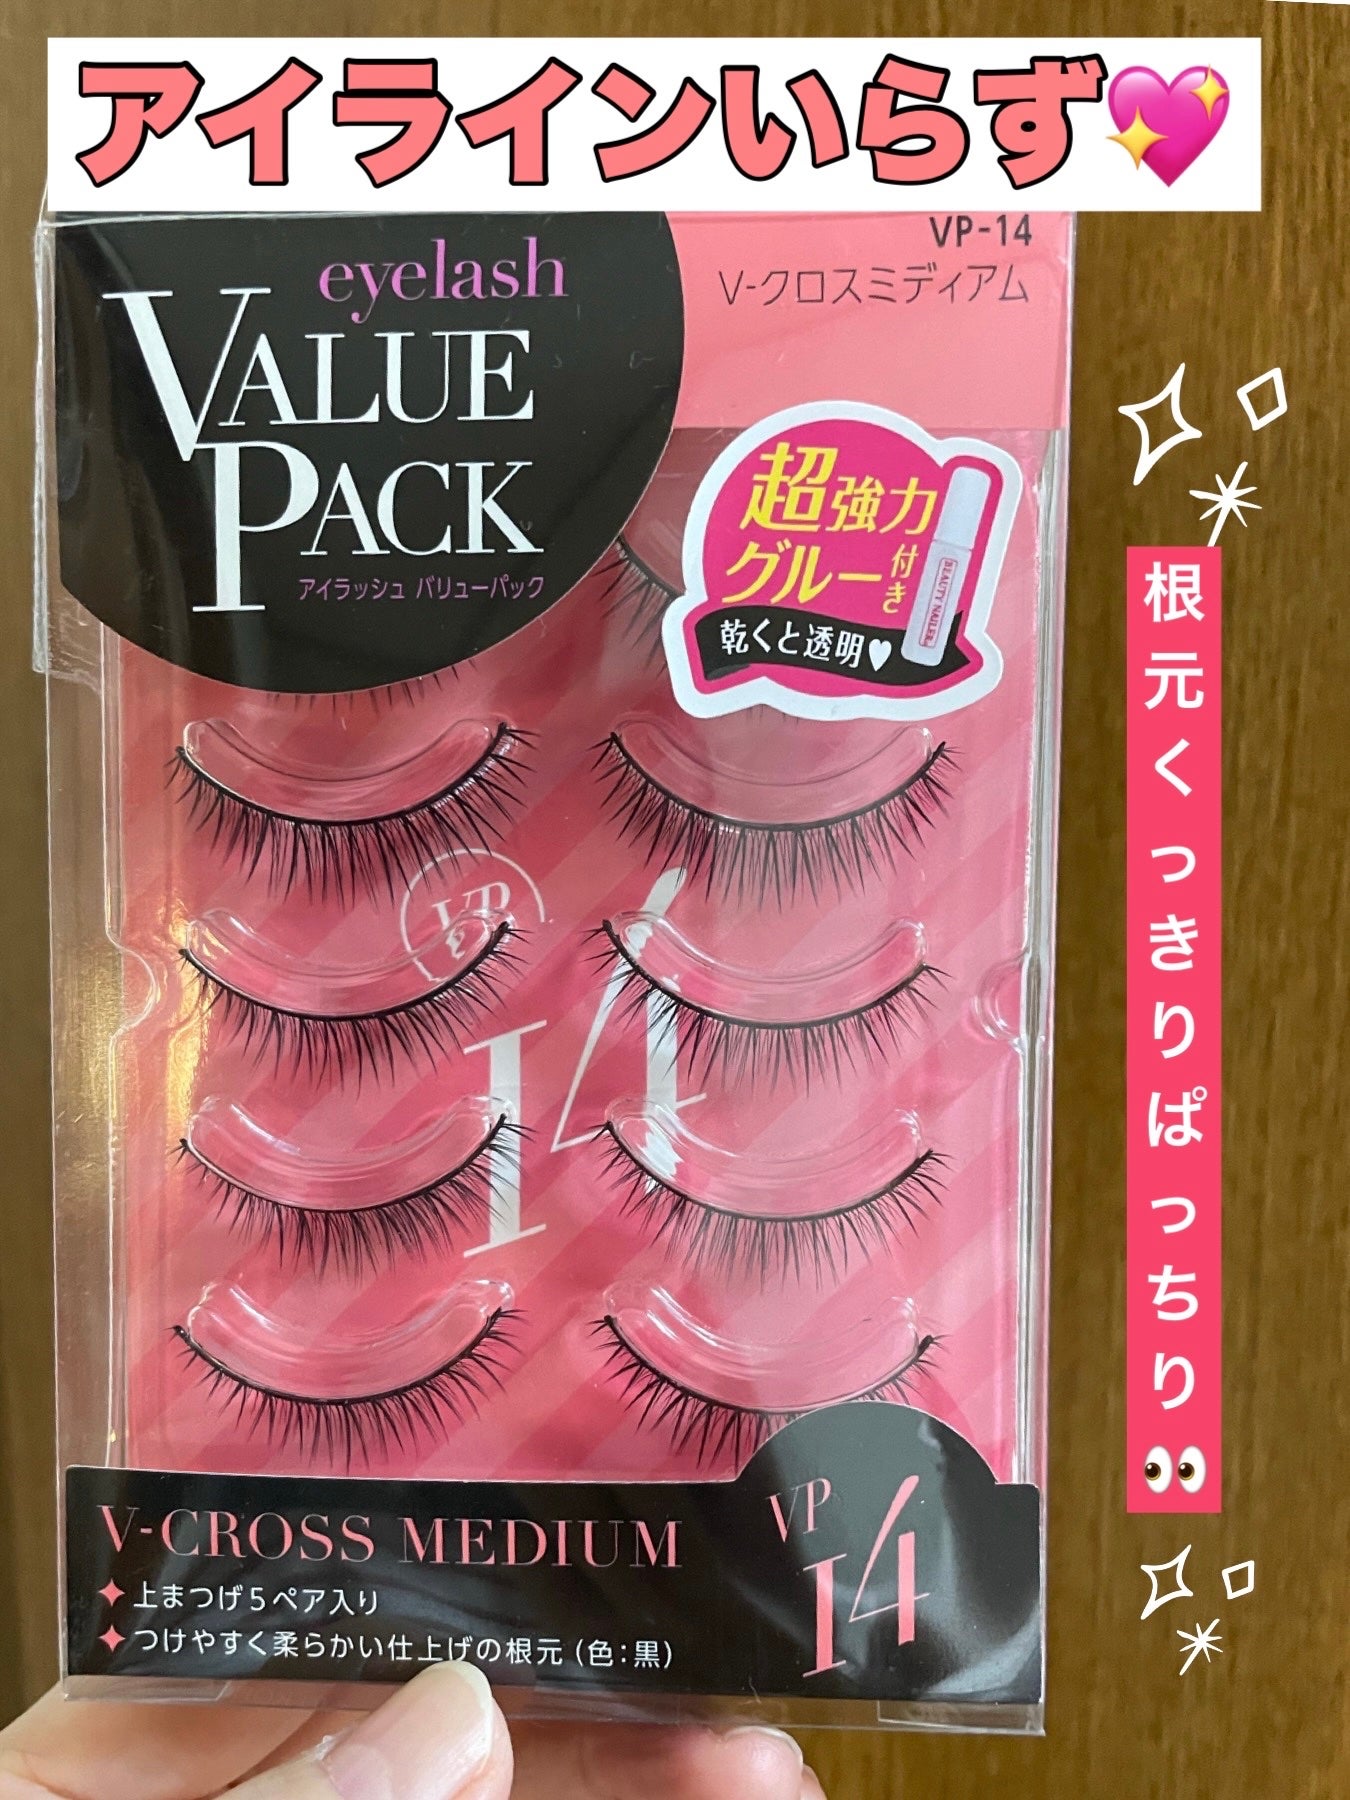 アイラインいらず💖
VP-14
V-クロスミディアム
eyelash
VALUE
PACK
アイラッシュ バリューパック
超強力
グルー付き
BEAUTY NAILER
乾くと透明♥
根元くっきりぱっちり👀
VP
14
V-CROSS MEDIUM
✦上まつげ5ペア入り
✦つけやすく柔らかい仕上げの根元(色:黒)
VP
14